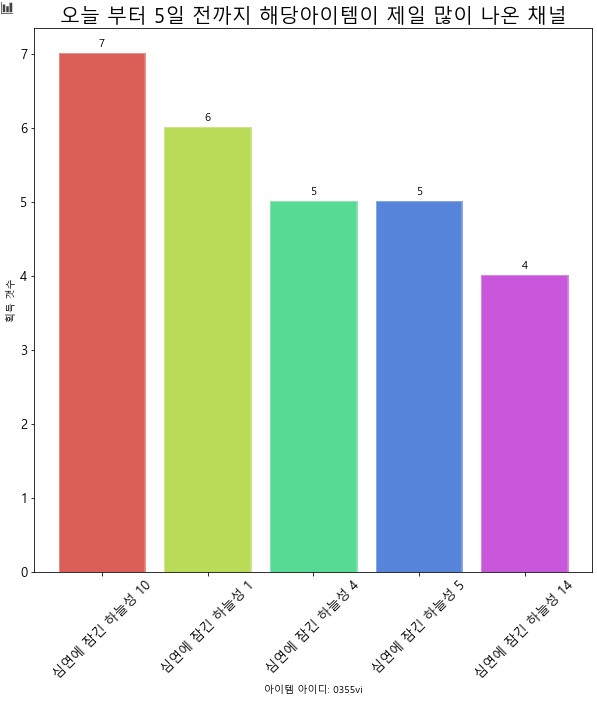 오늘 부터 5일 전까지 해당아이템이 제일 많이 나온 채널
7
6
5
5
4
7
6
5
4
3
2
1
0
획득 갯수
심연에 잠긴 하늘성 10
심연에 잠긴 하늘성 1
심연에 잠긴 하늘성 4
심연에 잠긴 하늘성 5
심연에 잠긴 하늘성 14
아이템 아이디: 0355vi